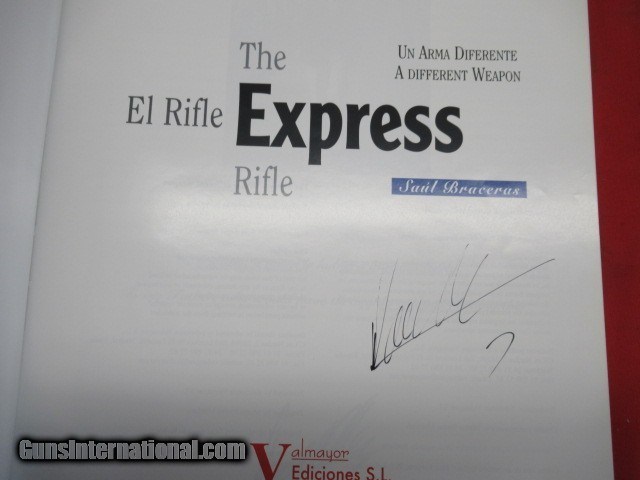 The
El Rifle Express
Rifle
UN ARMA DIFERENTE
A DIFFERENT WEAPON
Saúl Braceras
Valmayor
Ediciones S.L.
GunsInternational.com